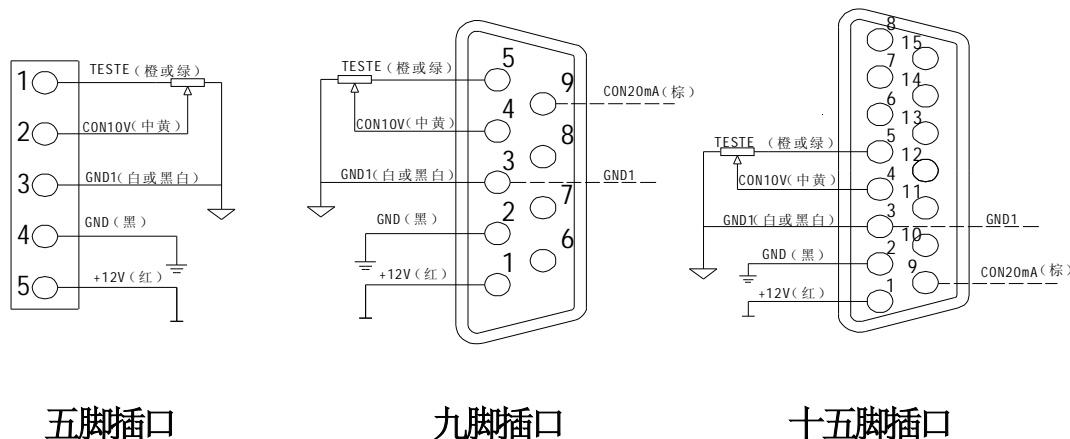 1
TESTE(橙或绿)
2
CON10V(中黄)
3
GND1(白或黑白)
4
GND(黑)
5
+12V(红)
五脚插口
5
TESTE(橙或绿)
9
CON20mA(棕)
4
CON10V(中黄)
8
3
GND1(白或黑白)
GND1
7
2
GND(黑)
6
1
+12V(红)
九脚插口
8
15
7
14
6
13
5
TESTE(橙或绿)
12
4
CON10V(中黄)
11
3
GND1(白或黑白)
GND1
10
2
GND(黑)
9
CON20mA(棕)
1
+12V(红)
十五脚插口